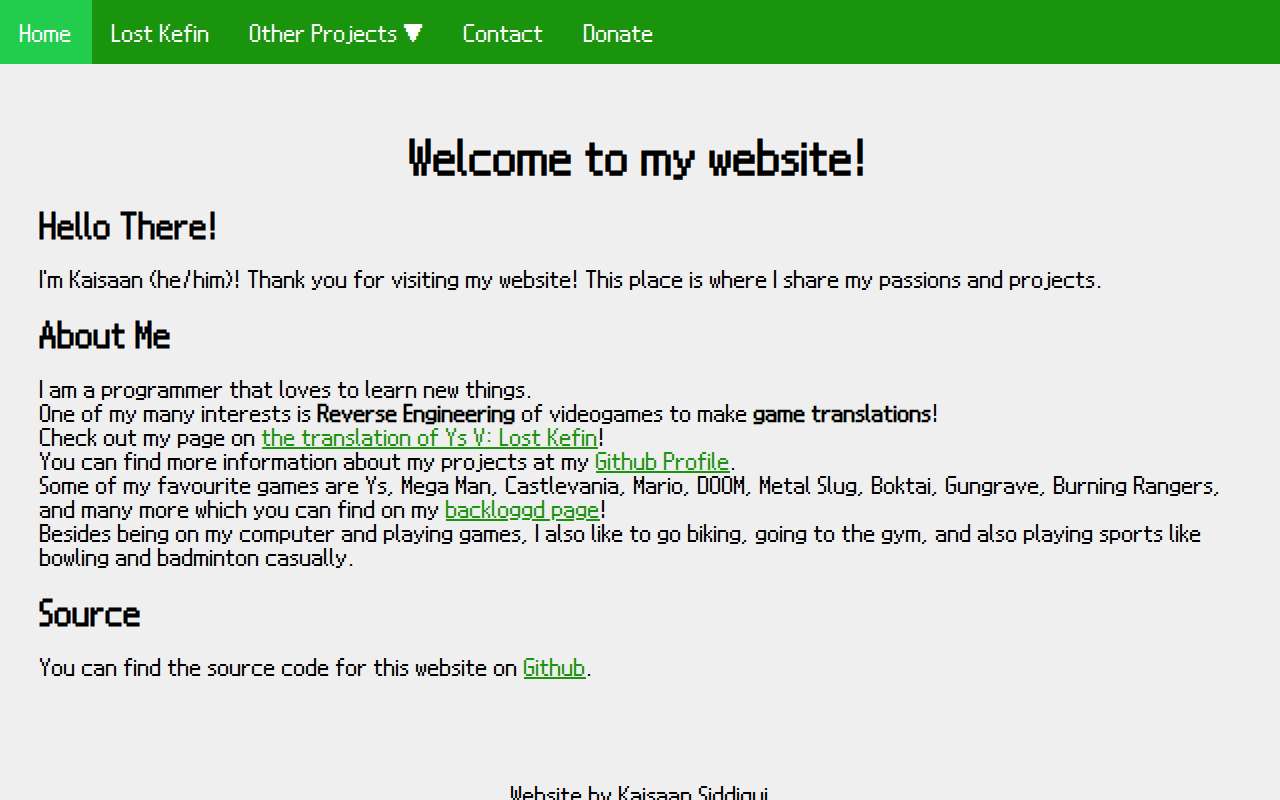 Home Lost Kefin Other Projects ▼ Contact Donate
Welcome to my website!
Hello There!
I'm Kaisaan (he/him)! Thank you for visiting my website! This place is where I share my passions and projects.
About Me
I am a programmer that loves to learn new things.
One of my many interests is Reverse Engineering of videogames to make game translations!
Check out my page on the translation of Ys V: Lost Kefin!
You can find more information about my projects at my Github Profile.
Some of my favourite games are Ys, Mega Man, Castlevania, Mario, DOOM, Metal Slug, Boktai, Gungrave, Burning Rangers,
and many more which you can find on my backloggd page!
Besides being on my computer and playing games, I also like to go biking, going to the gym, and also playing sports like
bowling and badminton casually.
Source
You can find the source code for this website on Github.
Website by Kaisaan Siddiqui